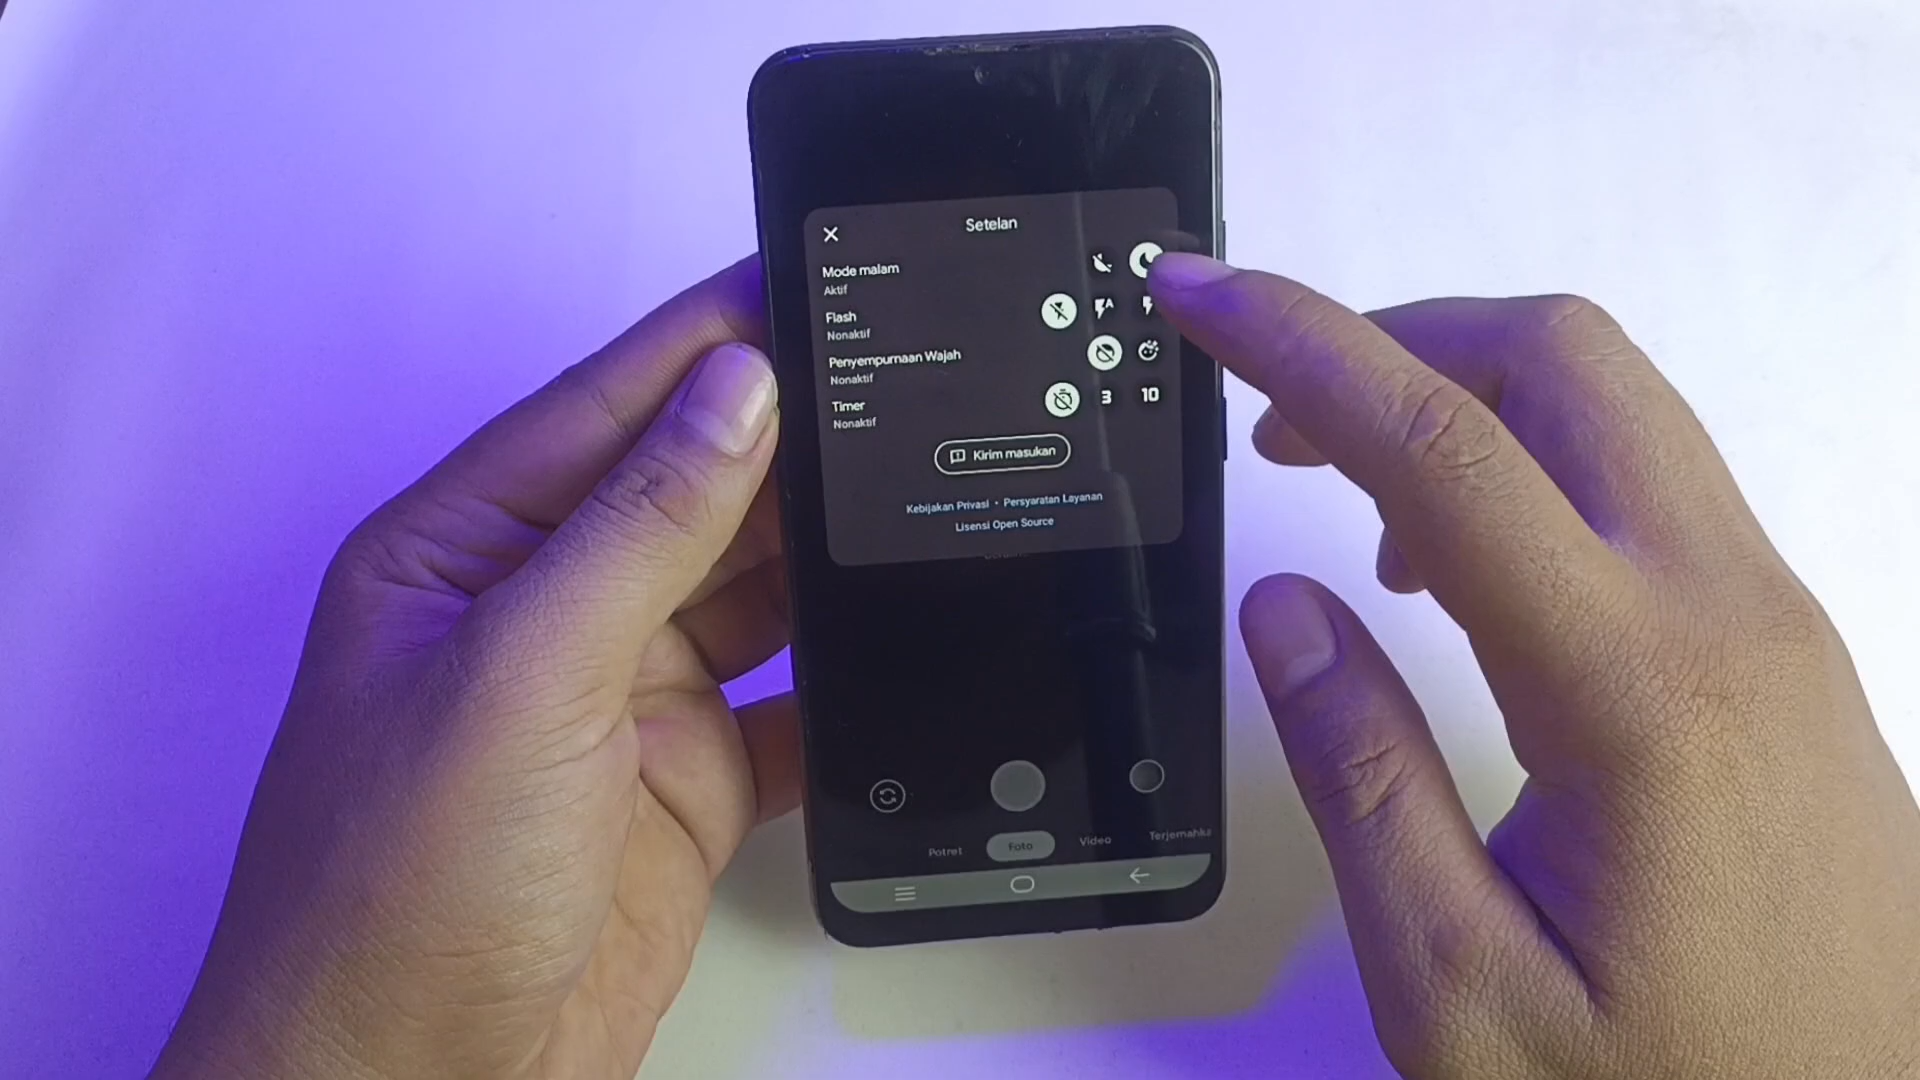 Setelan
Mode malam
Aktif
Flash
Nonaktif
Penyempurnaan Wajah
Nonaktif
Timer
Nonaktif
3
10
Kirim masukan
Kebijakan Privasi • Persyaratan Layanan
Lisensi Open Source
Potret
Foto
Video
Terjemahka